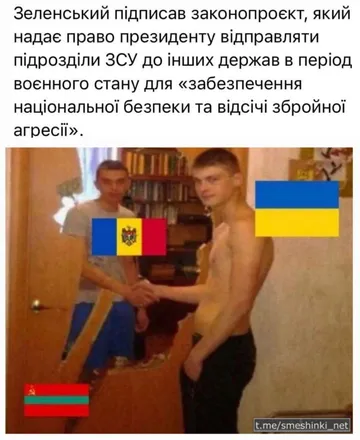 Зеленський підписав законопроєкт, який
надає право президенту відправляти
підрозділи ЗСУ до інших держав в період
воєнного стану для «забезпечення
національної безпеки та відсічі збройної
агресії».
t.me/smeshinki_net